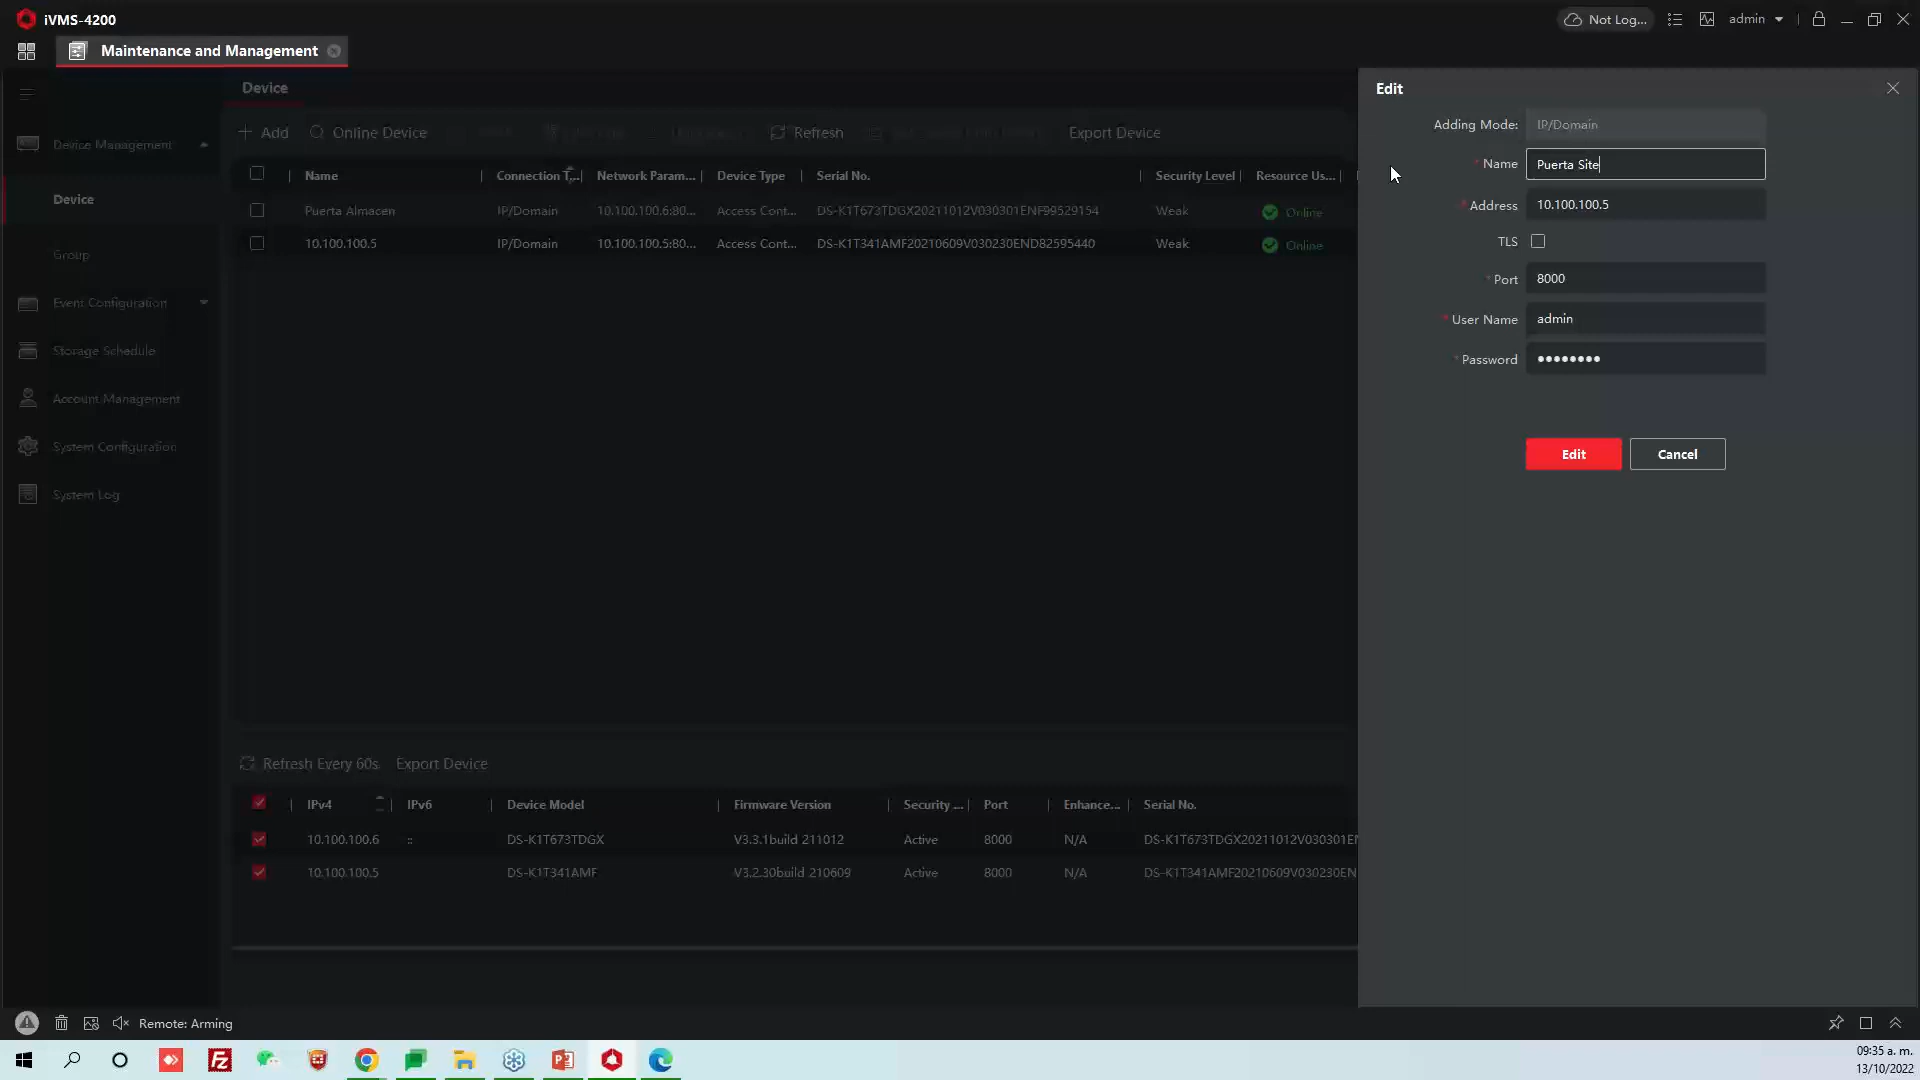 iVMS-4200
Not Log...
admin
Maintenance and Management
Device
Edit
Adding Mode: IP/Domain
* Name Puerta Site
* Address 10.100.100.5
TLS
* Port 8000
* User Name admin
* Password ●●●●●●●●
Edit Cancel
Device Management
Device
Group
Event Configuration
Storage Schedule
Account Management
System Configuration
System Log
Add Online Device Refresh Export Device
Name Connection T... Network Param... Device Type Serial No. Security Level Resource Us...
Puerta Almacen IP/Domain 10.100.100.6:80... Access Cont... DS-K1T673TDGX20211012V030301ENF99529154 Weak Online
10.100.100.5 IP/Domain 10.100.100.5:80... Access Cont... DS-K1T341AMF20210609V030230END82595440 Weak Online
Refresh Every 60s Export Device
IPv4 IPv6 Device Model Firmware Version Security ... Port Enhance... Serial No.
10.100.100.6 :: DS-K1T673TDGX V3.3.1build 211012 Active 8000 N/A DS-K1T673TDGX20211012V030301EN
10.100.100.5 DS-K1T341AMF V3.2.30build 210609 Active 8000 N/A DS-K1T341AMF20210609V030230EN
Remote: Arming
09:35 a. m.
13/10/2022